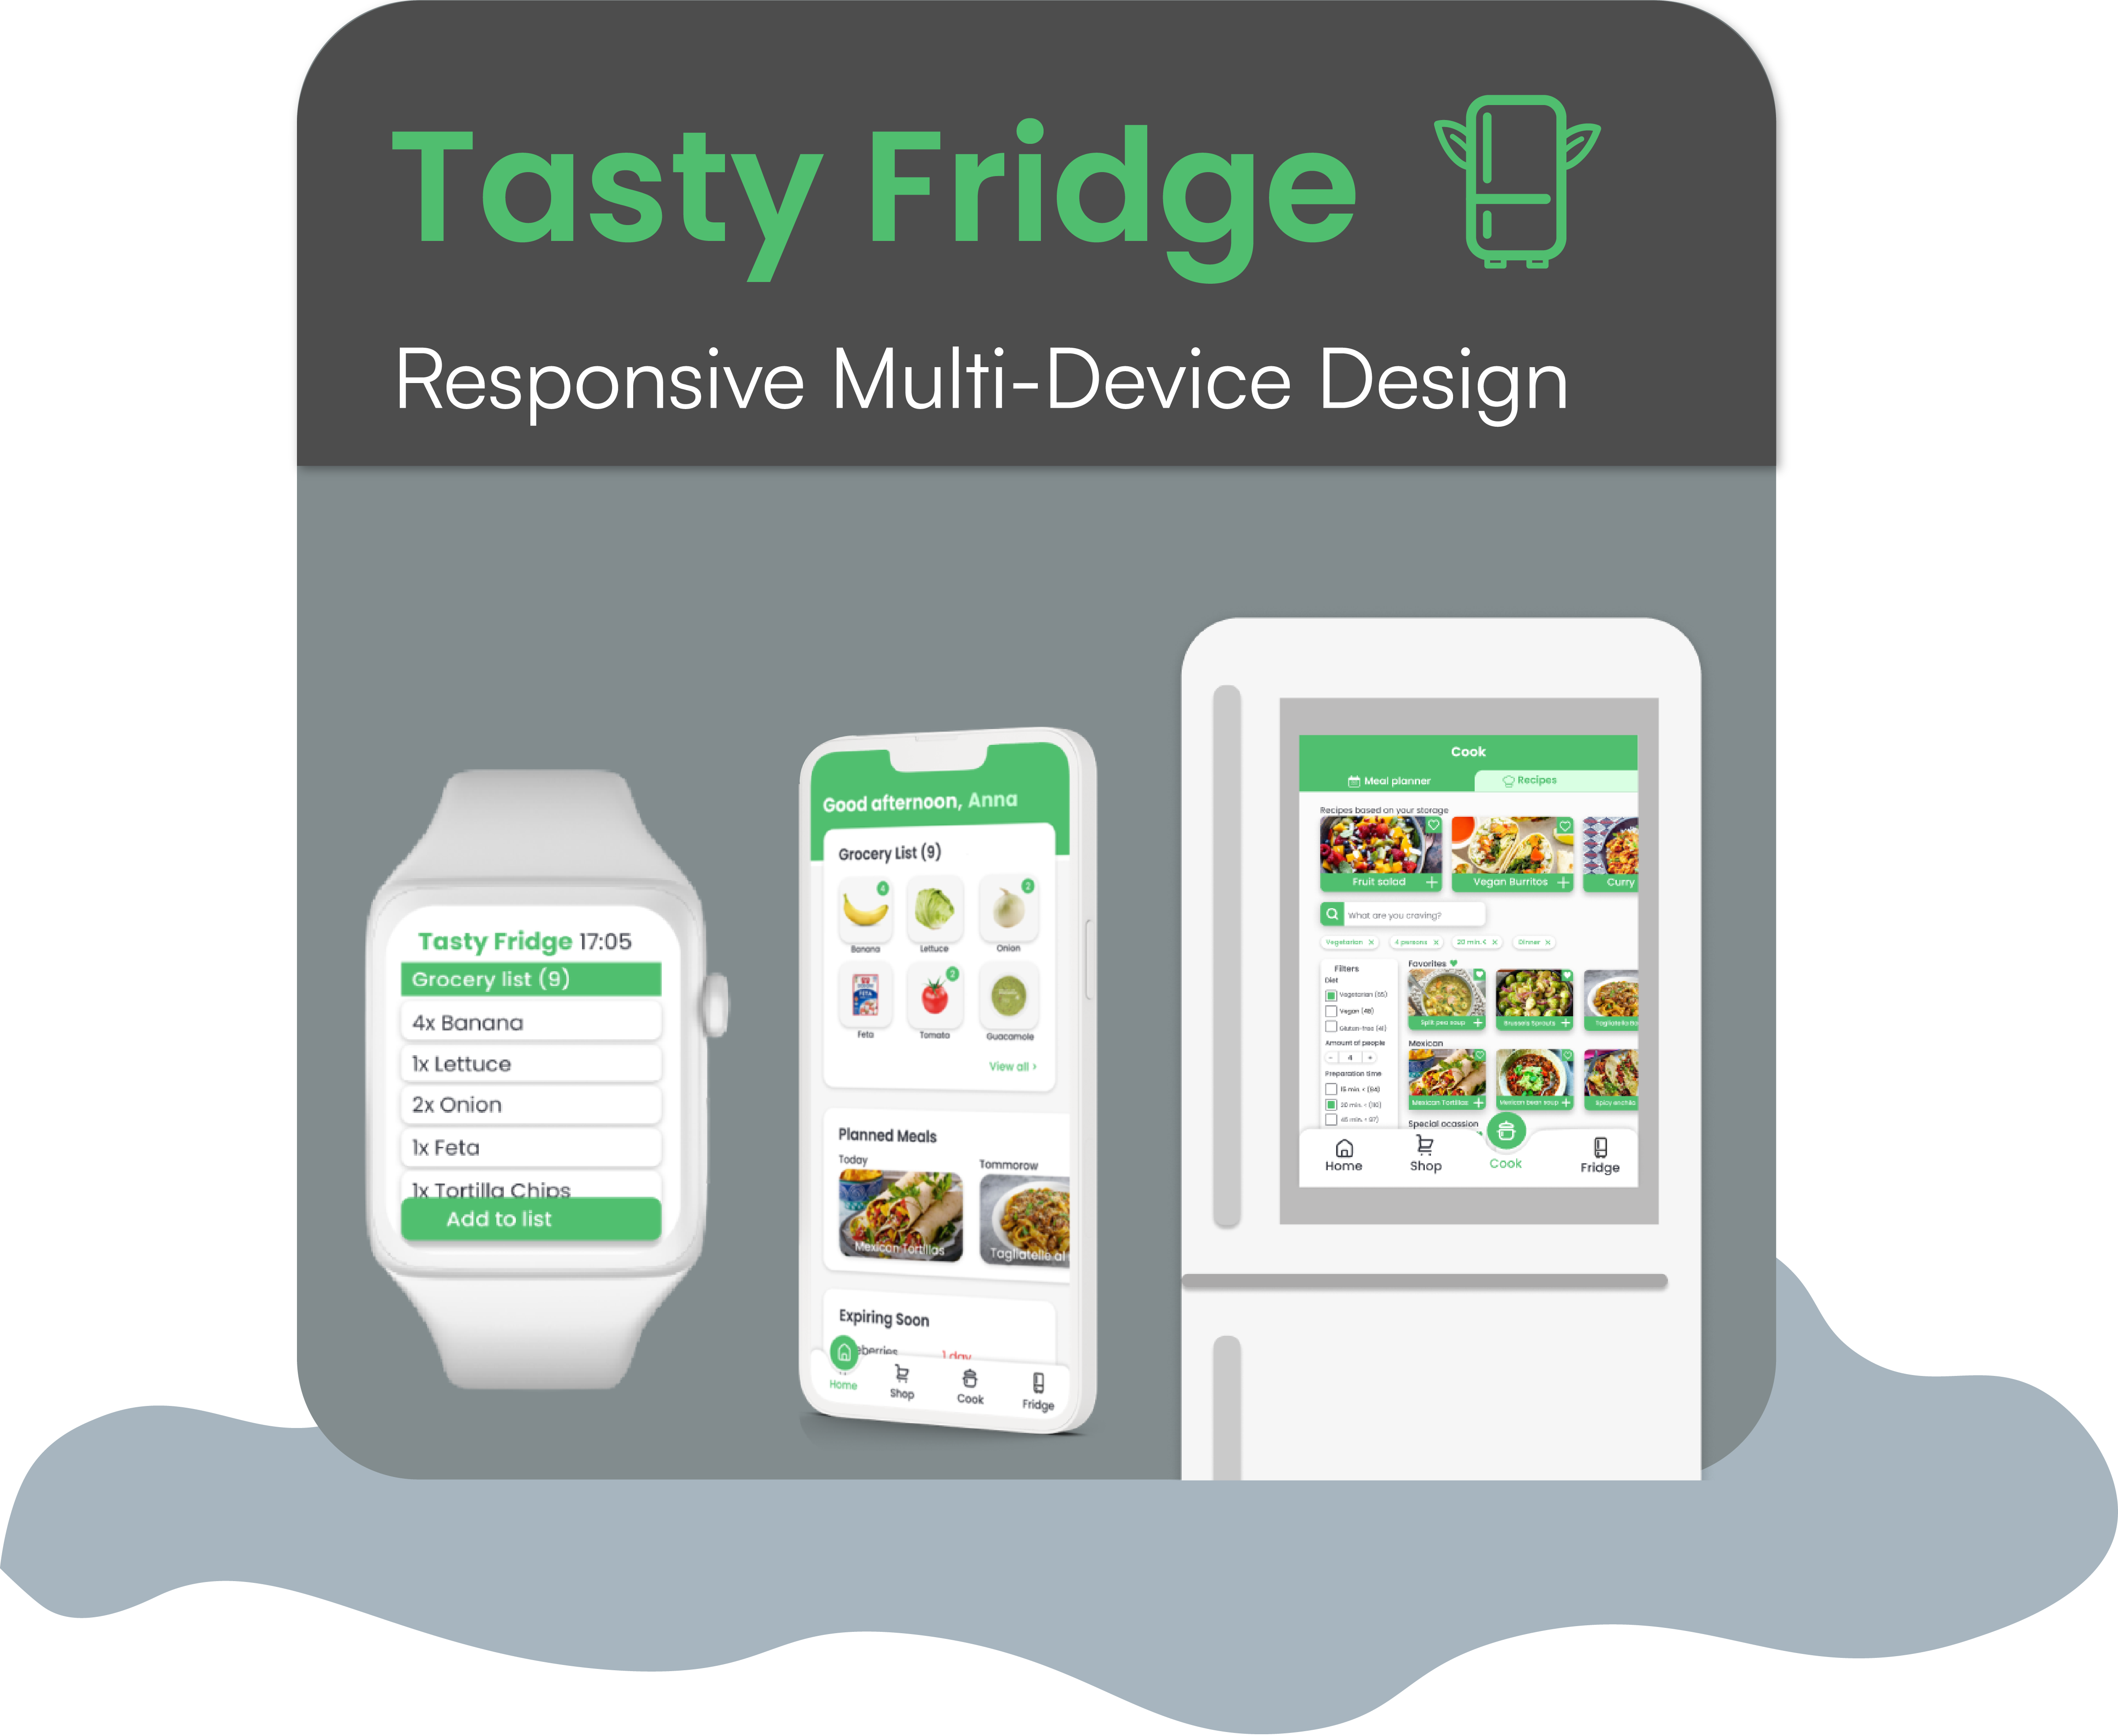 Tasty Fridge
Responsive Multi-Device Design
Tasty Fridge 17:05
Grocery list (9)
4x Banana
1x Lettuce
2x Onion
1x Feta
1x Tortilla Chips
Add to list
Good afternoon, Anna
Grocery List (9)
4
2
Banana
Lettuce
Onion
2
Feta
Tomato
Guacamole
View all >
Planned Meals
Today
Tommorow
Mexican Tortillas
Tagliatelle al
Expiring Soon
eberries
1 day
Home
Shop
Cook
Fridge
Cook
Meal planner
Recipes
Recipes based on your storage
Fruit salad +
Vegan Burritos +
Curry
What are you craving?
Vegetarian X
4 persons X
20 min. < X
Dinner X
Filters
Diet
Vegetarian (65)
Vegan (48)
Gluten-free (41)
Amount of people
- 4 +
Preparation time
15 min. < (84)
20 min. < (110)
45 min. < 97)
Favorites
Split pea soup +
Brussels Sprouts +
Tagliatelle Bo
Mexican
Mexican Tortillas +
Mexican bean soup +
Spicy enchila
Special ocassion
Home
Shop
Cook
Fridge